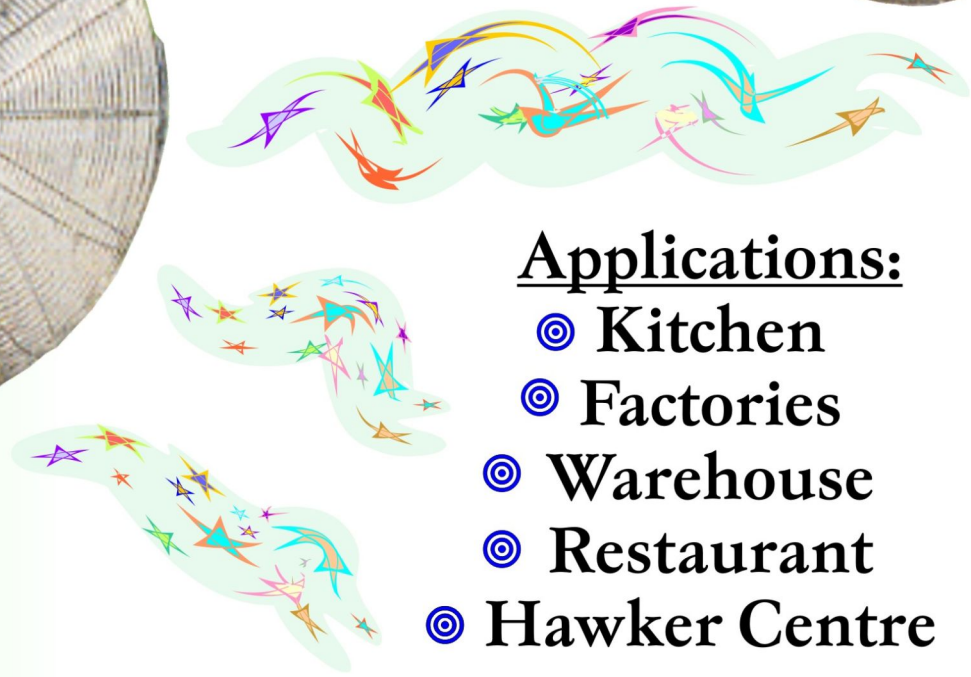 Applications:
Kitchen
Factories
Warehouse
Restaurant
Hawker Centre